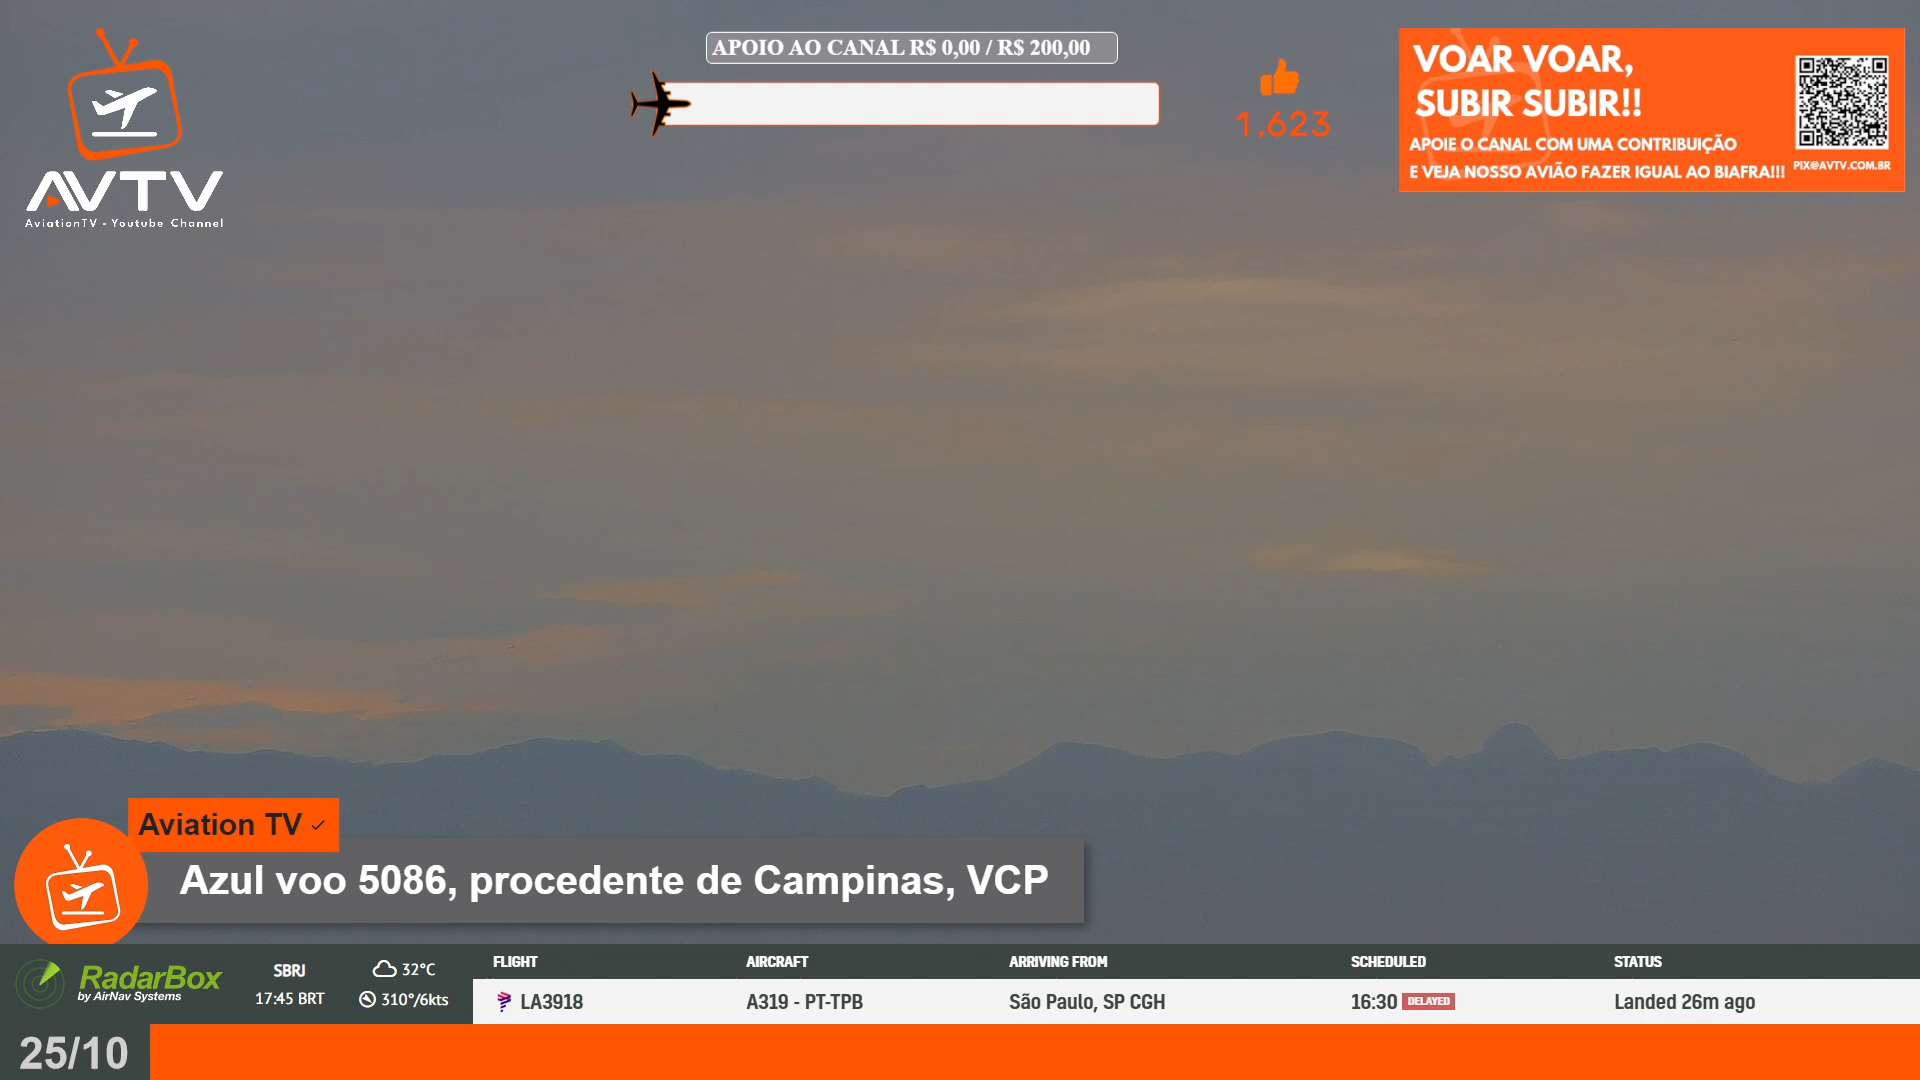 APOIO AO CANAL R$ 0,00 / R$ 200,00
1,623
VOAR VOAR,
SUBIR SUBIR!!
APOIE O CANAL COM UMA CONTRIBUIÇÃO
E VEJA NOSSO AVIÃO FAZER IGUAL AO BIAFRA!!!
PIX@AVTV.COM.BR
AVTV
AviationTV - Youtube Channel
Aviation TV
Azul voo 5086, procedente de Campinas, VCP
RadarBox
by AirNav Systems
SBRJ
17:45 BRT
32°C
310°/6kts
FLIGHT AIRCRAFT ARRIVING FROM SCHEDULED STATUS
LA3918 A319 - PT-TPB São Paulo, SP CGH 16:30 DELAYED Landed 26m ago
25/10